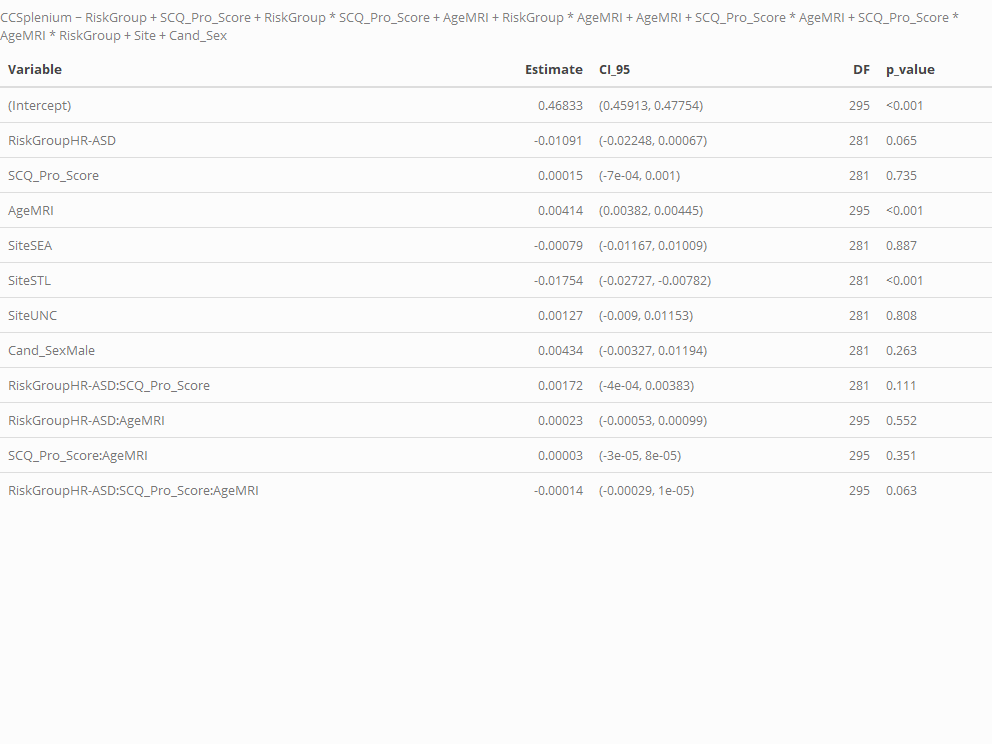 CCSplenium ~ RiskGroup + SCQ_Pro_Score + RiskGroup * SCQ_Pro_Score + AgeMRI + RiskGroup * AgeMRI + AgeMRI + SCQ_Pro_Score * AgeMRI + SCQ_Pro_Score *
AgeMRI * RiskGroup + Site + Cand_Sex
Variable Estimate CI_95 DF p_value
(Intercept) 0.46833 (0.45913, 0.47754) 295 <0.001
RiskGroupHR-ASD -0.01091 (-0.02248, 0.00067) 281 0.065
SCQ_Pro_Score 0.00015 (-7e-04, 0.001) 281 0.735
AgeMRI 0.00414 (0.00382, 0.00445) 295 <0.001
SiteSEA -0.00079 (-0.01167, 0.01009) 281 0.887
SiteSTL -0.01754 (-0.02727, -0.00782) 281 <0.001
SiteUNC 0.00127 (-0.009, 0.01153) 281 0.808
Cand_SexMale 0.00434 (-0.00327, 0.01194) 281 0.263
RiskGroupHR-ASD:SCQ_Pro_Score 0.00172 (-4e-04, 0.00383) 281 0.111
RiskGroupHR-ASD:AgeMRI 0.00023 (-0.00053, 0.00099) 295 0.552
SCQ_Pro_Score:AgeMRI 0.00003 (-3e-05, 8e-05) 295 0.351
RiskGroupHR-ASD:SCQ_Pro_Score:AgeMRI -0.00014 (-0.00029, 1e-05) 295 0.063